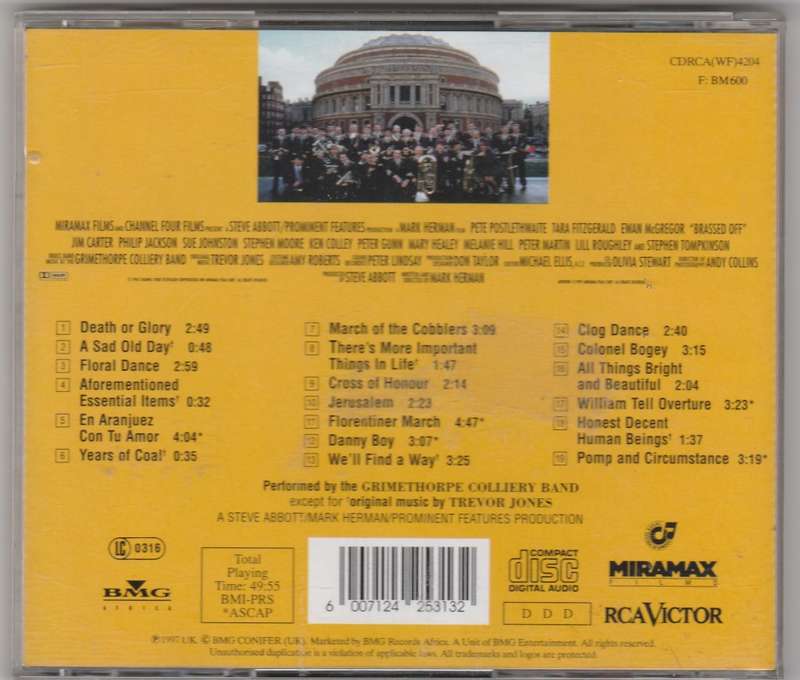 CDRCA(WF)4204
F: BM600
MIRAMAX FILMS AND CHANNEL FOUR FILMS PRESENT A STEVE ABBOTT/PROMINENT FEATURES PRODUCTION A MARK HERMAN FILM PETE POSTLETHWAITE TARA FITZGERALD EWAN McGREGOR "BRASSED OFF"
JIM CARTER PHILIP JACKSON SUE JOHNSTON STEPHEN MOORE KEN COLLEY PETER GUNN MARY HEALEY MELANIE HILL PETER MARTIN LILL ROUGHLEY AND STEPHEN TOMPKINSON
GRIMETHORPE COLLIERY BAND TREVOR JONES AMY ROBERTS PETER LINDSAY DON TAYLOR MICHAEL ELLIS, A.C.E. OLIVIA STEWART ANDY COLLINS
STEVE ABBOTT MARK HERMAN
1 Death or Glory 2:49
2 A Sad Old Day† 0:48
3 Floral Dance 2:59
4 Aforementioned
Essential Items† 0:32
5 En Aranjuez
Con Tu Amor 4:04*
6 Years of Coal† 0:35
7 March of the Cobblers 3:09
8 There's More Important
Things In Life† 1:47
9 Cross of Honour 2:14
10 Jerusalem 2:23
11 Florentiner March 4:47*
12 Danny Boy 3:07*
13 We'll Find a Way† 3:25
14 Clog Dance 2:40
15 Colonel Bogey 3:15
16 All Things Bright
and Beautiful 2:04
17 William Tell Overture 3:23*
18 Honest Decent
Human Beings† 1:37
19 Pomp and Circumstance 3:19*
Performed by the GRIMETHORPE COLLIERY BAND
except for †original music by TREVOR JONES
A STEVE ABBOTT/MARK HERMAN/PROMINENT FEATURES PRODUCTION
LC 0316
BMG
AFRICA
Total
Playing
Time: 49:55
BMI-PRS
*ASCAP
6 007124 253132
COMPACT
disc
DIGITAL AUDIO
D D D
MIRAMAX
FILMS
RCA VICTOR
℗ 1997 UK. © BMG CONIFER (UK). Marketed by BMG Records Africa. A Unit of BMG Entertainment. All rights reserved.
Unauthorised duplication is a violation of applicable laws. All trademarks and logos are protected.